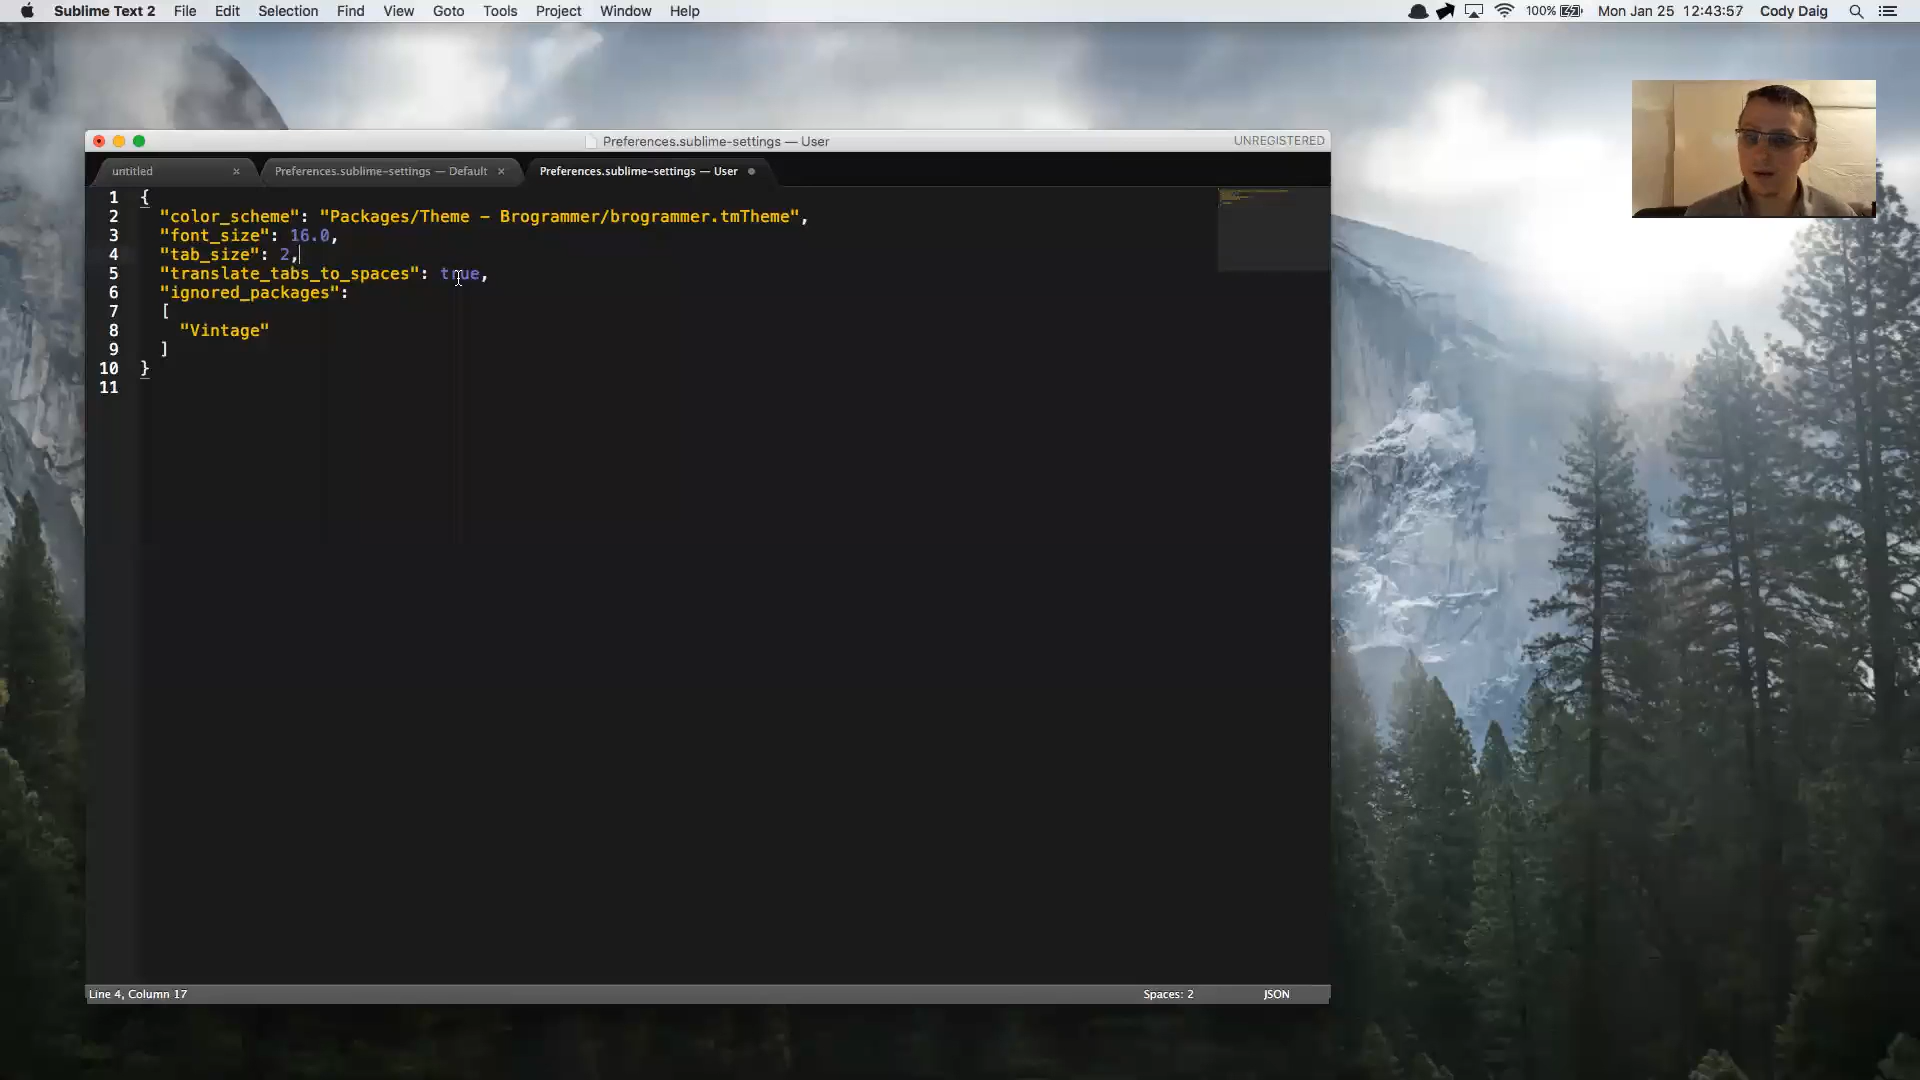 Sublime Text 2 File Edit Selection Find View Goto Tools Project Window Help 100% Mon Jan 25 12:43:57 Cody Daig
Preferences.sublime-settings — User UNREGISTERED
untitled Preferences.sublime-settings — Default Preferences.sublime-settings — User
1 {
2 "color_scheme": "Packages/Theme - Brogrammer/brogrammer.tmTheme",
3 "font_size": 16.0,
4 "tab_size": 2,
5 "translate_tabs_to_spaces": true,
6 "ignored_packages":
7 [
8 "Vintage"
9 ]
10 }
11
Line 4, Column 17 Spaces: 2 JSON